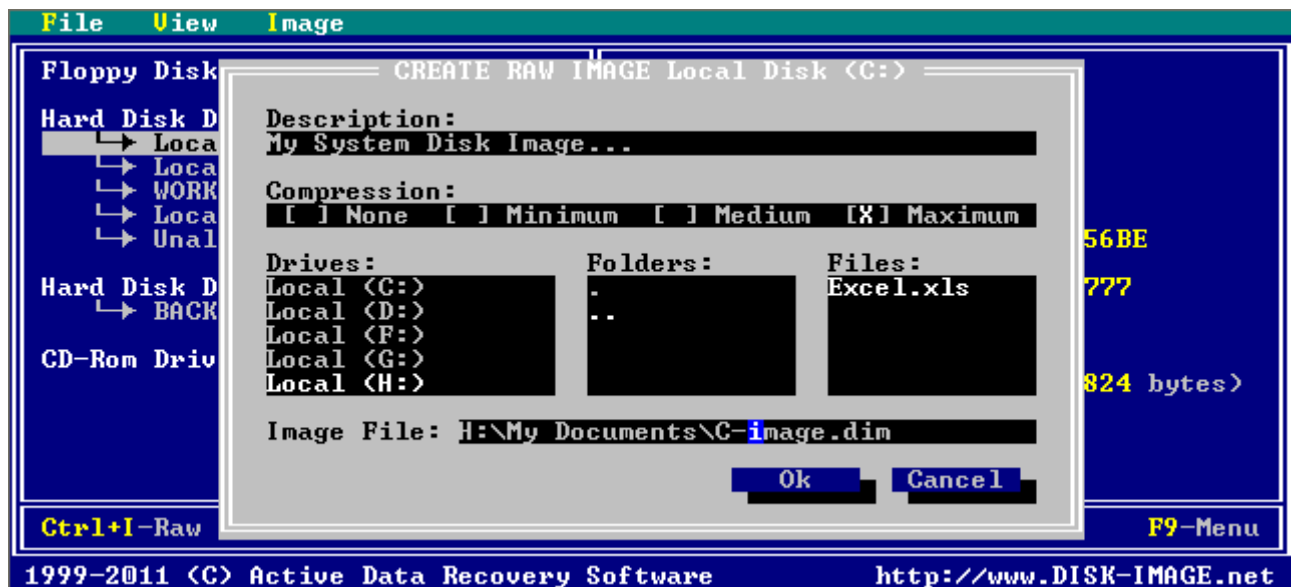 File View Image
Floppy Disk
CREATE RAW IMAGE Local Disk (C:)
Hard Disk D
Description:
Loca
My System Disk Image...
Loca
WORK
Compression:
Loca
[ ] None [ ] Minimum [ ] Medium [X] Maximum
Unal
56BE
Drives: Folders: Files:
Hard Disk D
Local (C:) . Excel.xls
777
BACK
Local (D:) ..
Local (F:)
CD-Rom Driv
Local (G:)
Local (H:)
824 bytes)
Image File: H:\My Documents\C-image.dim
Ok Cancel
Ctrl+I-Raw
F9-Menu
1999-2011 (C) Active Data Recovery Software http://www.DISK-IMAGE.net